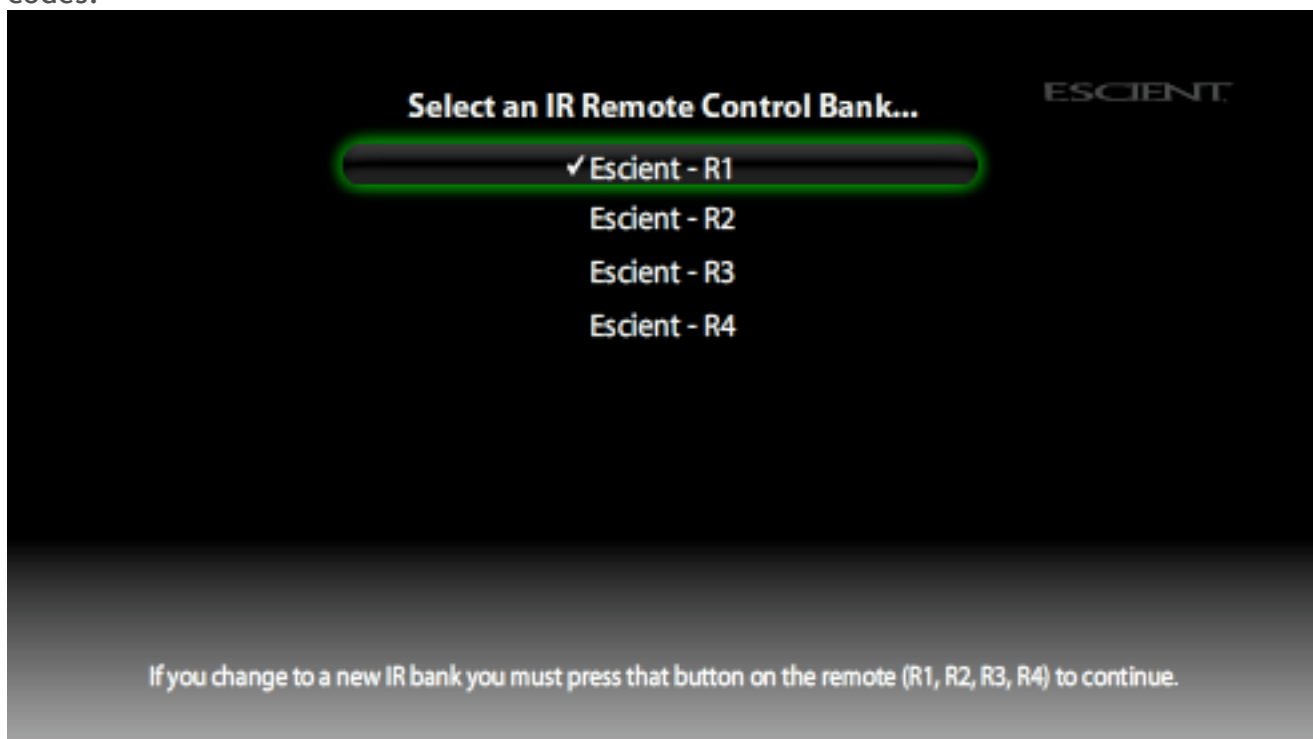 codes.
Select an IR Remote Control Bank...
ESCIENT.
✓ Escient - R1
Escient - R2
Escient - R3
Escient - R4
If you change to a new IR bank you must press that button on the remote (R1, R2, R3, R4) to continue.